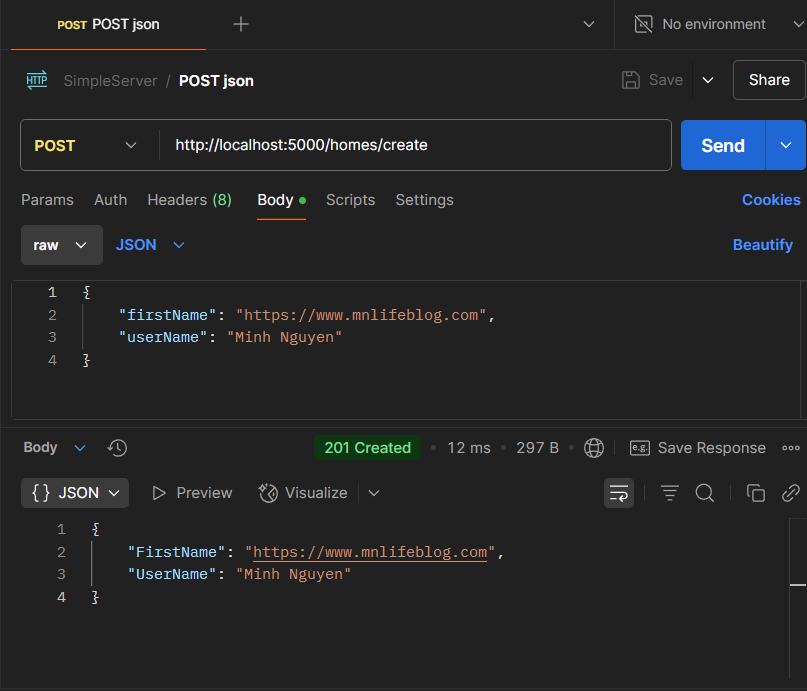 POST POST json
No environment
HTTP SimpleServer / POST json
Save
Share
POST
http://localhost:5000/homes/create
Send
Params Auth Headers (8) Body Scripts Settings
Cookies
raw JSON
Beautify
1 {
2 "firstName": "https://www.mnlifeblog.com",
3 "userName": "Minh Nguyen"
4 }
Body
201 Created • 12 ms • 297 B •
e.g. Save Response
{} JSON Preview Visualize
1 {
2 "FirstName": "https://www.mnlifeblog.com",
3 "UserName": "Minh Nguyen"
4 }